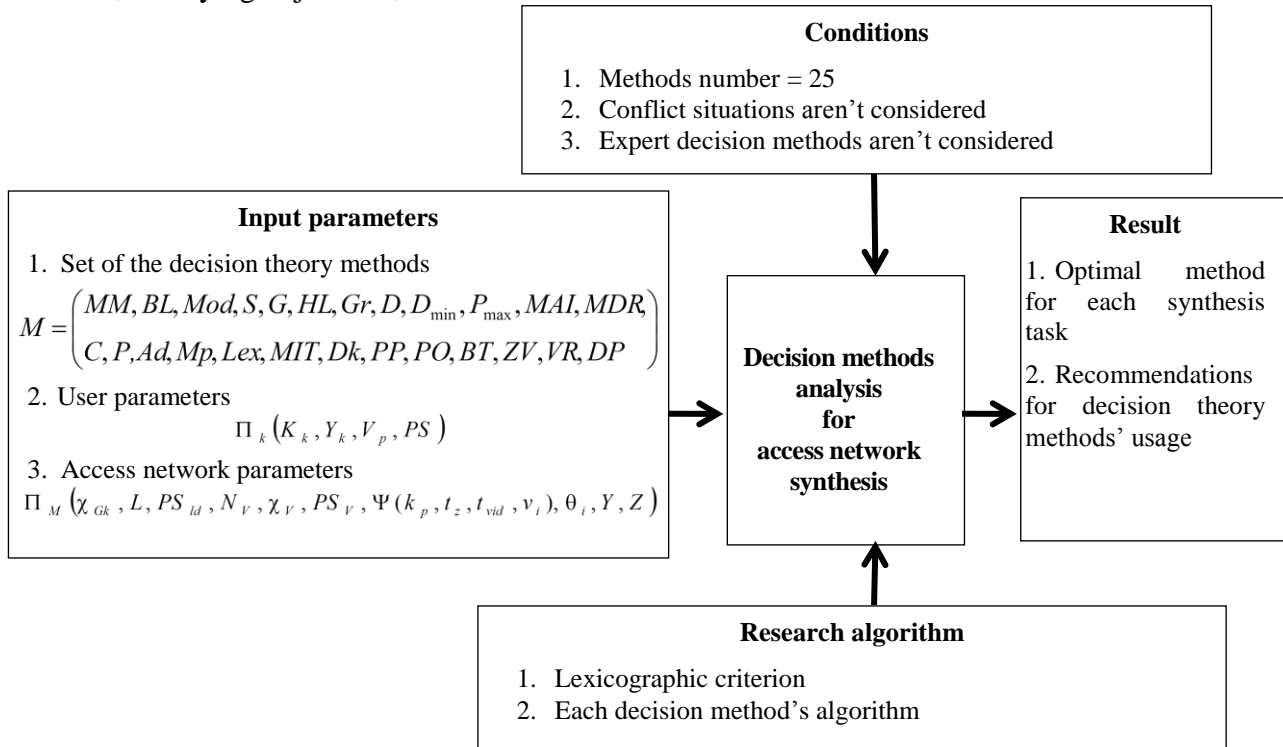 Conditions
1. Methods number = 25
2. Conflict situations aren't considered
3. Expert decision methods aren't considered
Input parameters
1. Set of the decision theory methods
M = ( MM, BL, Mod, S, G, HL, Gr, D, D_min, P_max, MAI, MDR,
C, P, Ad, Mp, Lex, MIT, Dk, PP, PO, BT, ZV, VR, DP )
2. User parameters
Π_k (K_k, Y_k, V_p, PS)
3. Access network parameters
Π_M (χ_Gk, L, PS_ld, N_V, χ_V, PS_V, Ψ(k_p, t_z, t_vid, v_i), θ_i, Y, Z)
Decision methods
analysis
for
access network
synthesis
Result
1. Optimal method
for each synthesis
task
2. Recommendations
for decision theory
methods' usage
Research algorithm
1. Lexicographic criterion
2. Each decision method's algorithm